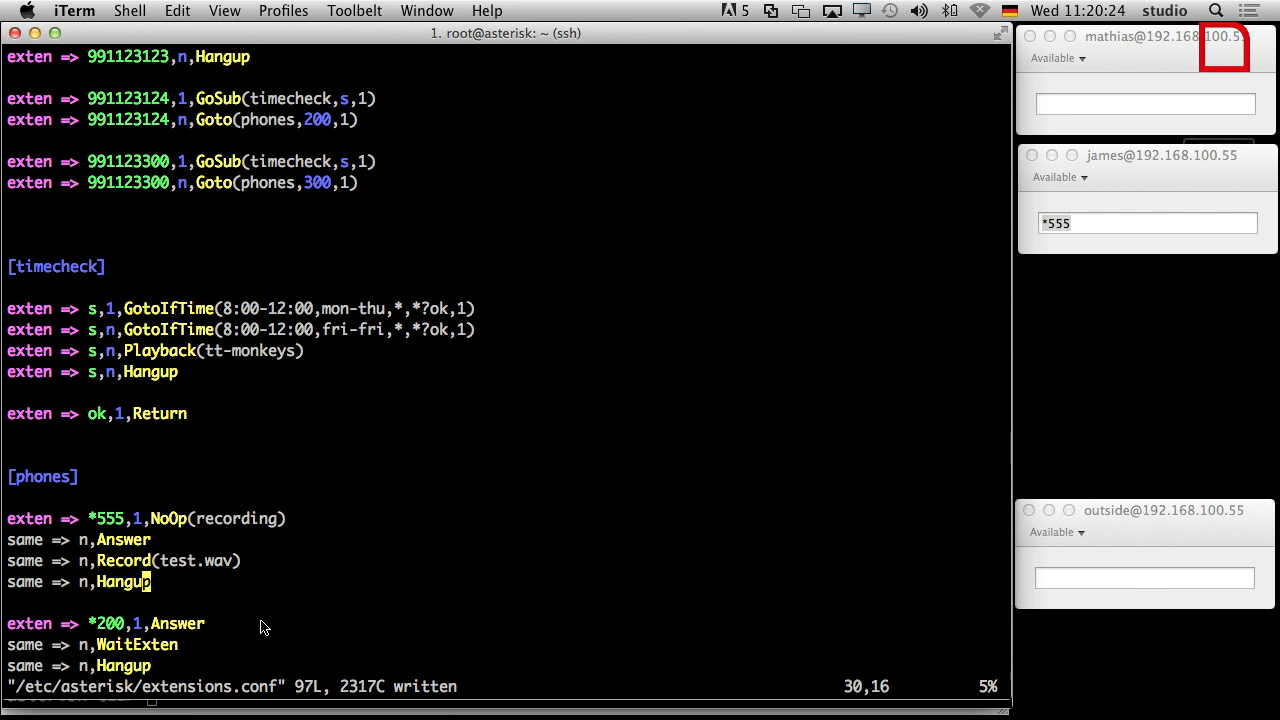 iTerm Shell Edit View Profiles Toolbelt Window Help 5 Wed 11:20:24 studio
1. root@asterisk: ~ (ssh)
exten => 991123123,n,Hangup
exten => 991123124,1,GoSub(timecheck,s,1)
exten => 991123124,n,Goto(phones,200,1)
exten => 991123300,1,GoSub(timecheck,s,1)
exten => 991123300,n,Goto(phones,300,1)
[timecheck]
exten => s,1,GotoIfTime(8:00-12:00,mon-thu,*,*?ok,1)
exten => s,n,GotoIfTime(8:00-12:00,fri-fri,*,*?ok,1)
exten => s,n,Playback(tt-monkeys)
exten => s,n,Hangup
exten => ok,1,Return
[phones]
exten => *555,1,NoOp(recording)
same => n,Answer
same => n,Record(test.wav)
same => n,Hangup
exten => *200,1,Answer
same => n,WaitExten
same => n,Hangup
"/etc/asterisk/extensions.conf" 97L, 2317C written 30,16 5%
mathias@192.168.100.55
Available
james@192.168.100.55
Available
*555
outside@192.168.100.55
Available